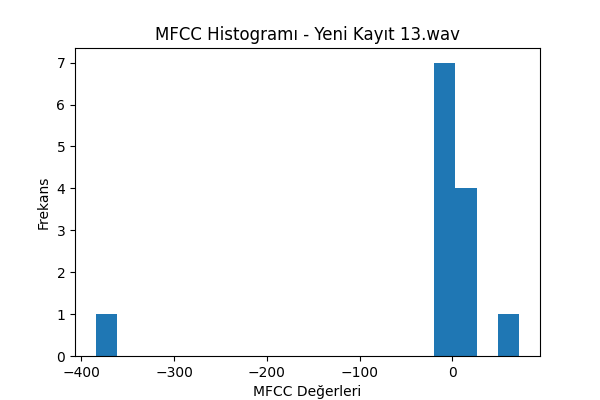 MFCC Histogramı - Yeni Kayıt 13.wav
7
6
5
4
3
2
1
0
Frekans
−400 −300 −200 −100 0
MFCC Değerleri